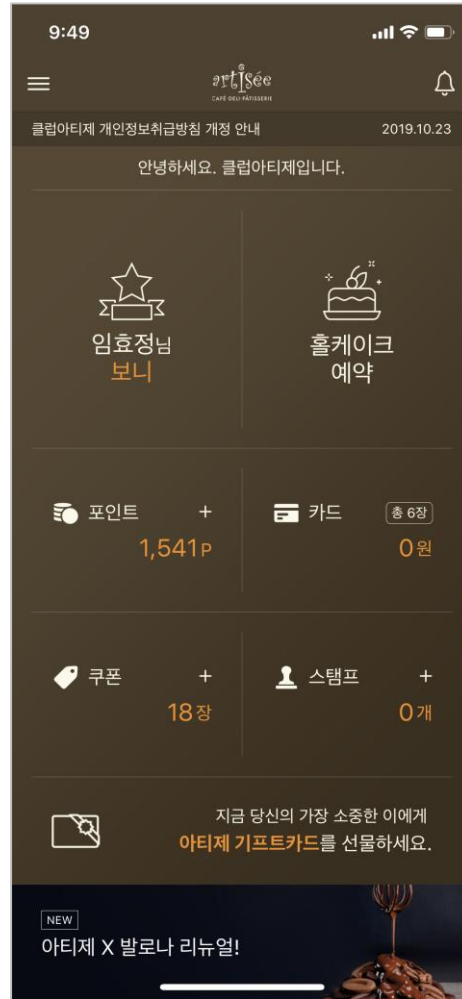 9:49
artisée
CAFÉ DELI PÂTISSERIE
클럽아티제 개인정보취급방침 개정 안내 2019.10.23
안녕하세요. 클럽아티제입니다.
임효정님
보니
홀케이크
예약
포인트 +
1,541P
카드 총 6장
0원
쿠폰 +
18장
스탬프 +
0개
지금 당신의 가장 소중한 이에게
아티제 기프트카드를 선물하세요.
NEW
아티제 X 발로나 리뉴얼!